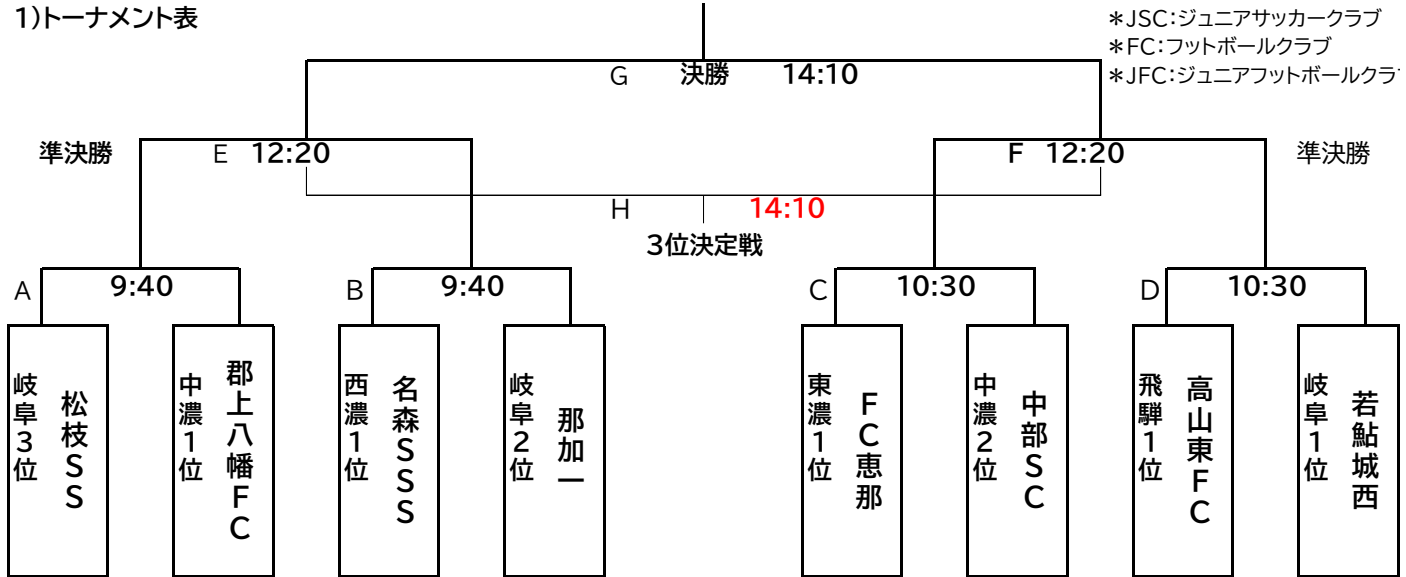 1)トーナメント表
*JSC:ジュニアサッカークラブ
*FC:フットボールクラブ
*JFC:ジュニアフットボールクラ
G 決勝 14:10
準決勝 E 12:20
F 12:20 準決勝
H 14:10
3位決定戦
A 9:40
B 9:40
C 10:30
D 10:30
岐阜3位
松枝SS
中濃1位
郡上八幡FC
西濃1位
名森SSS
岐阜2位
那加一
東濃1位
FC恵那
中濃2位
中部SC
飛騨1位
高山東FC
岐阜1位
若鮎城西